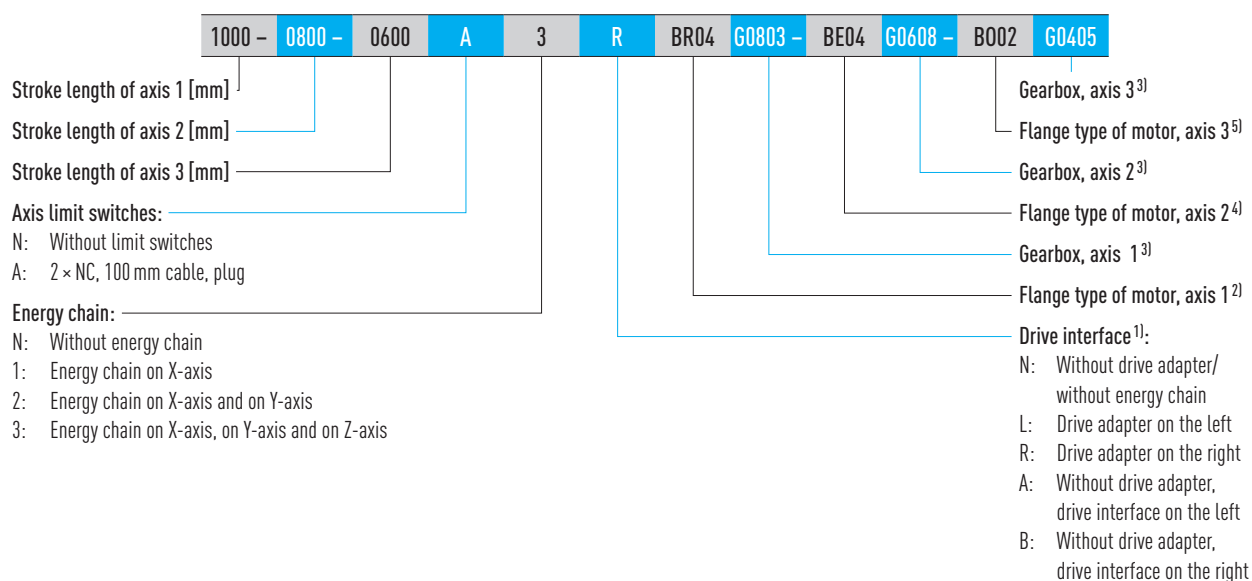 1000 – 0800 – 0600 A 3 R BR04 G0803 – BE04 G0608 – BO02 G0405
Stroke length of axis 1 [mm]
Stroke length of axis 2 [mm]
Stroke length of axis 3 [mm]
Axis limit switches:
N: Without limit switches
A: 2 × NC, 100 mm cable, plug
Energy chain:
N: Without energy chain
1: Energy chain on X-axis
2: Energy chain on X-axis and on Y-axis
3: Energy chain on X-axis, on Y-axis and on Z-axis
Gearbox, axis 3 3)
Flange type of motor, axis 3 5)
Gearbox, axis 2 3)
Flange type of motor, axis 2 4)
Gearbox, axis 1 3)
Flange type of motor, axis 1 2)
Drive interface 1):
N: Without drive adapter/
without energy chain
L: Drive adapter on the left
R: Drive adapter on the right
A: Without drive adapter,
drive interface on the left
B: Without drive adapter,
drive interface on the right